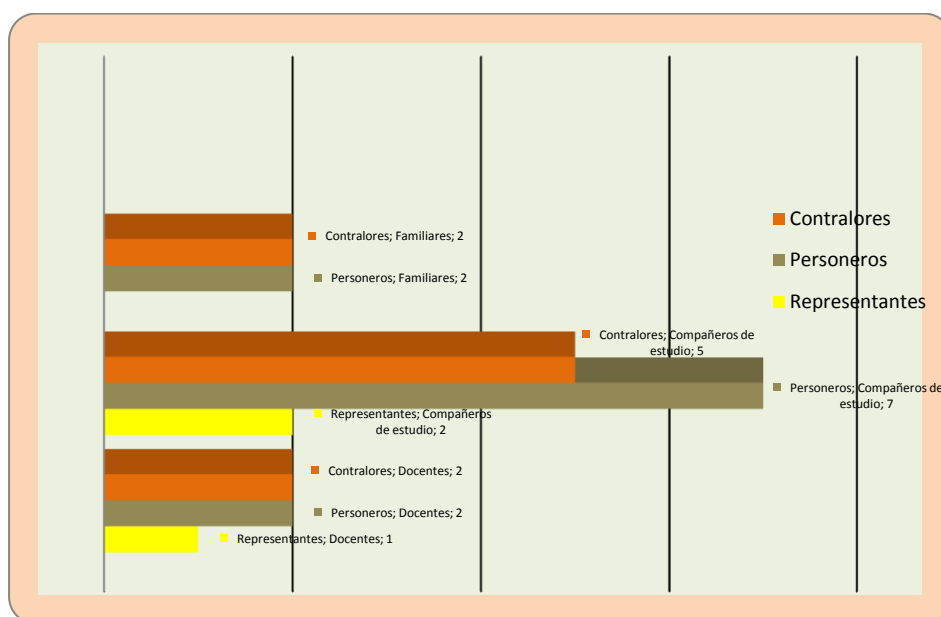 Contralores; Familiares; 2
Personeros; Familiares; 2
Contralores
Personeros
Representantes
Contralores; Compañeros de
estudio; 5
Personeros; Compañeros de
estudio; 7
Representantes; Compañeros
de estudio; 2
Contralores; Docentes; 2
Personeros; Docentes; 2
Representantes; Docentes; 1